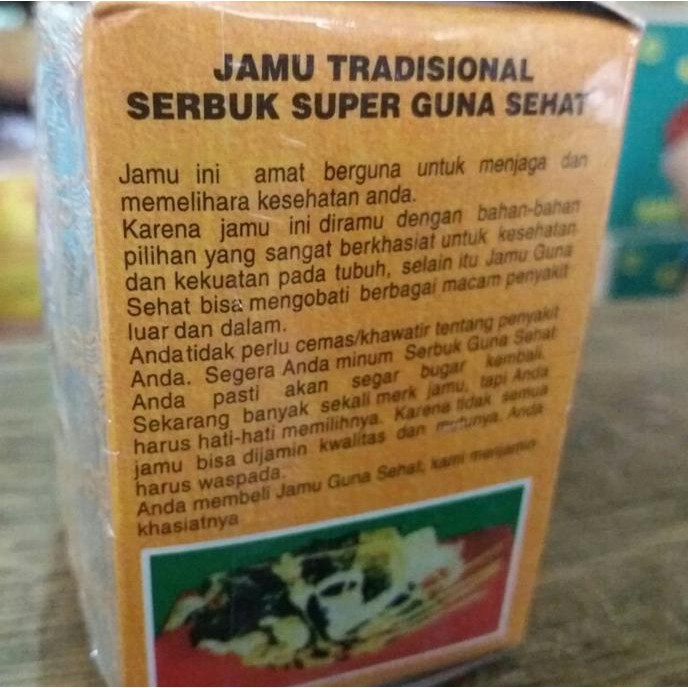 JAMU TRADISIONAL
SERBUK SUPER GUNA SEHAT
Jamu ini amat berguna untuk menjaga dan
memelihara kesehatan anda.
Karena jamu ini diramu dengan bahan-bahan
pilihan yang sangat berkhasiat untuk kesehatan
dan kekuatan pada tubuh, selain itu Jamu Guna
Sehat bisa mengobati berbagai macam penyakit
luar dan dalam.
Anda tidak perlu cemas/khawatir tentang penyakit
Anda. Segera Anda minum Serbuk Guna Sehat
Anda pasti akan segar bugar kembali.
Sekarang banyak sekali merk jamu, tapi Anda
harus hati-hati memilihnya. Karena tidak semua
jamu bisa dijamin kwalitas dan mutunya. Anda
harus waspada.
Anda membeli Jamu Guna Sehat, kami menjamin
khasiatnya